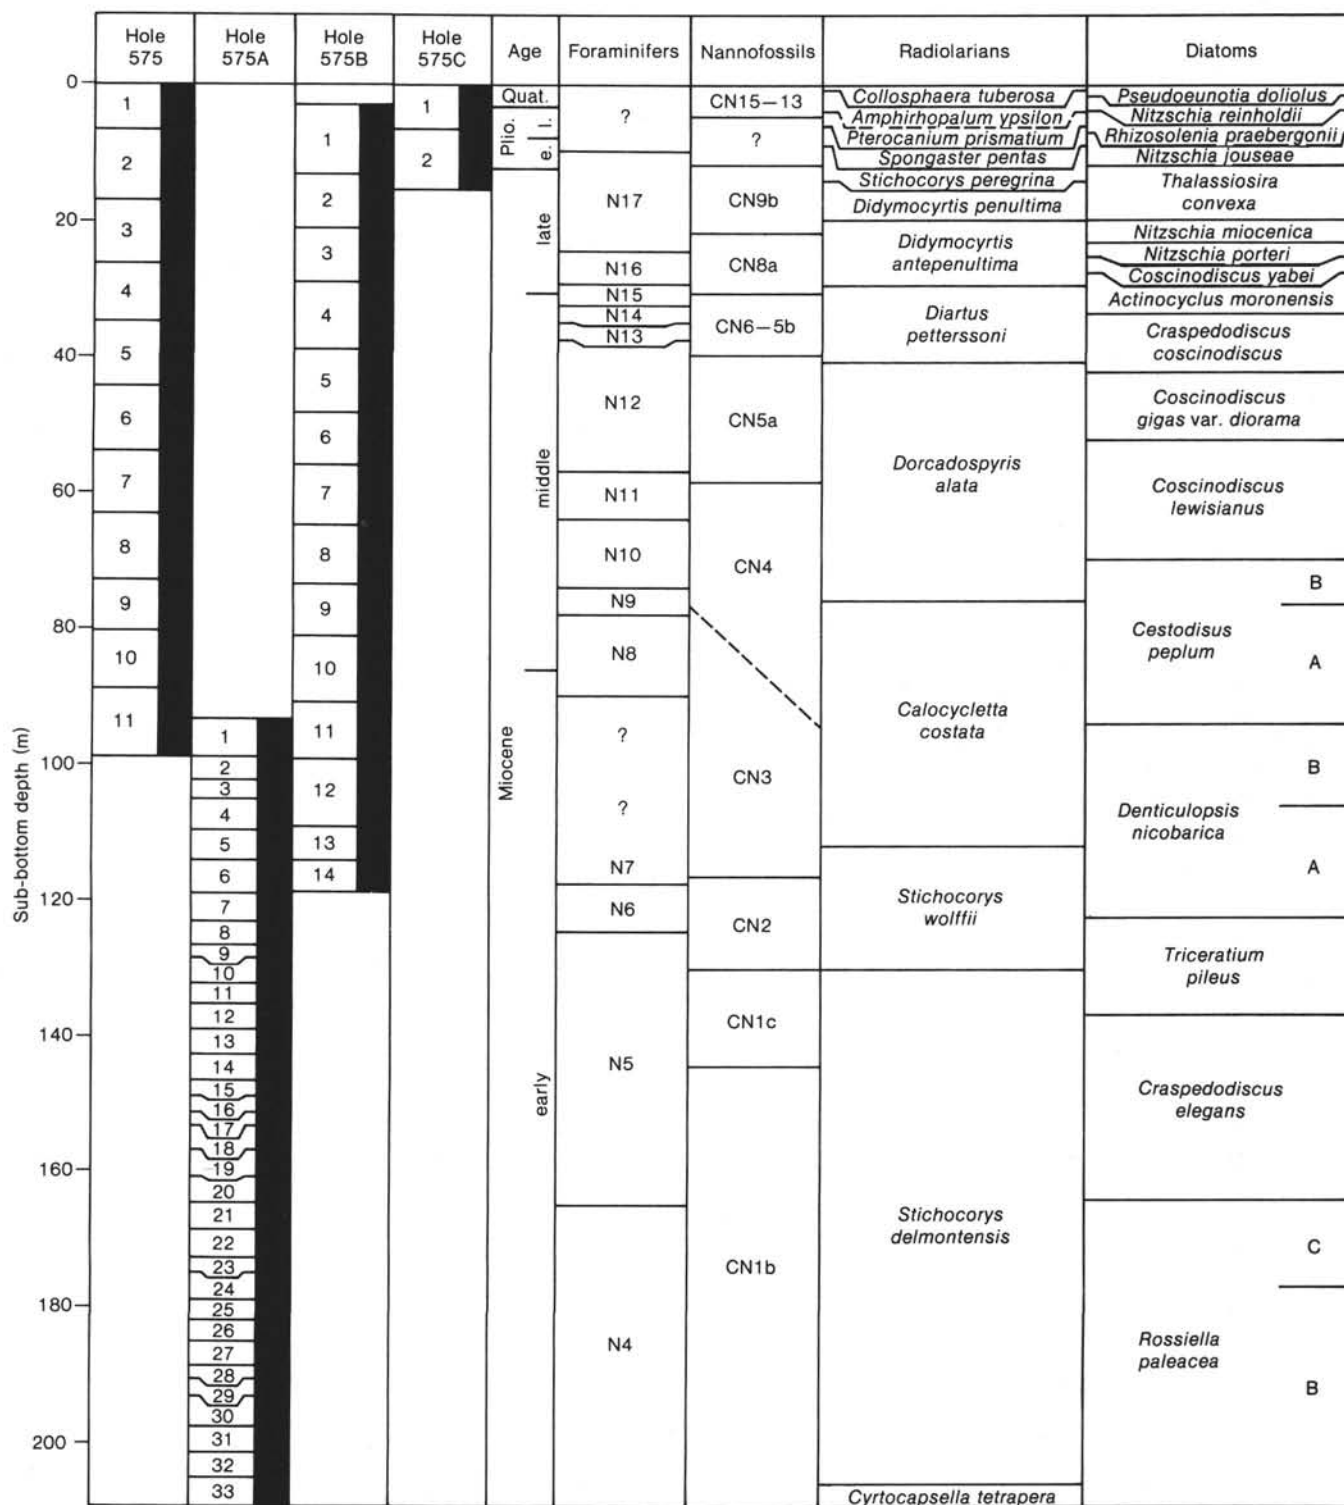 Hole
575
Hole
575A
Hole
575B
Hole
575C
Age
Foraminifers
Nannofossils
Radiolarians
Diatoms
Sub-bottom depth (m)
0
20
40
60
80
100
120
140
160
180
200
1
2
3
4
5
6
7
8
9
10
11
1
2
3
4
5
6
7
8
9
10
11
12
13
14
15
16
17
18
19
20
21
22
23
24
25
26
27
28
29
30
31
32
33
1
2
3
4
5
6
7
8
9
10
11
12
13
14
1
2
Quat.
Plio.
l.
e.
Miocene
late
middle
early
?
N17
N16
N15
N14
N13
N12
N11
N10
N9
N8
?
?
N7
N6
N5
N4
CN15–13
?
CN9b
CN8a
CN6–5b
CN5a
CN4
CN3
CN2
CN1c
CN1b
Collosphaera tuberosa
Amphirhopalum ypsilon
Pterocanium prismatium
Spongaster pentas
Stichocorys peregrina
Didymocyrtis penultima
Didymocyrtis
antepenultima
Diartus
petterssoni
Dorcadospyris
alata
Calocycletta
costata
Stichocorys
wolffii
Stichocorys
delmontensis
Cyrtocapsella tetrapera
Pseudoeunotia doliolus
Nitzschia reinholdii
Rhizosolenia praebergonii
Nitzschia jouseae
Thalassiosira
convexa
Nitzschia miocenica
Nitzschia porteri
Coscinodiscus yabei
Actinocyclus moronensis
Craspedodiscus
coscinodiscus
Coscinodiscus
gigas var. diorama
Coscinodiscus
lewisianus
Cestodisus
peplum
B
A
Denticulopsis
nicobarica
B
A
Triceratium
pileus
Craspedodiscus
elegans
Rossiella
paleacea
C
B